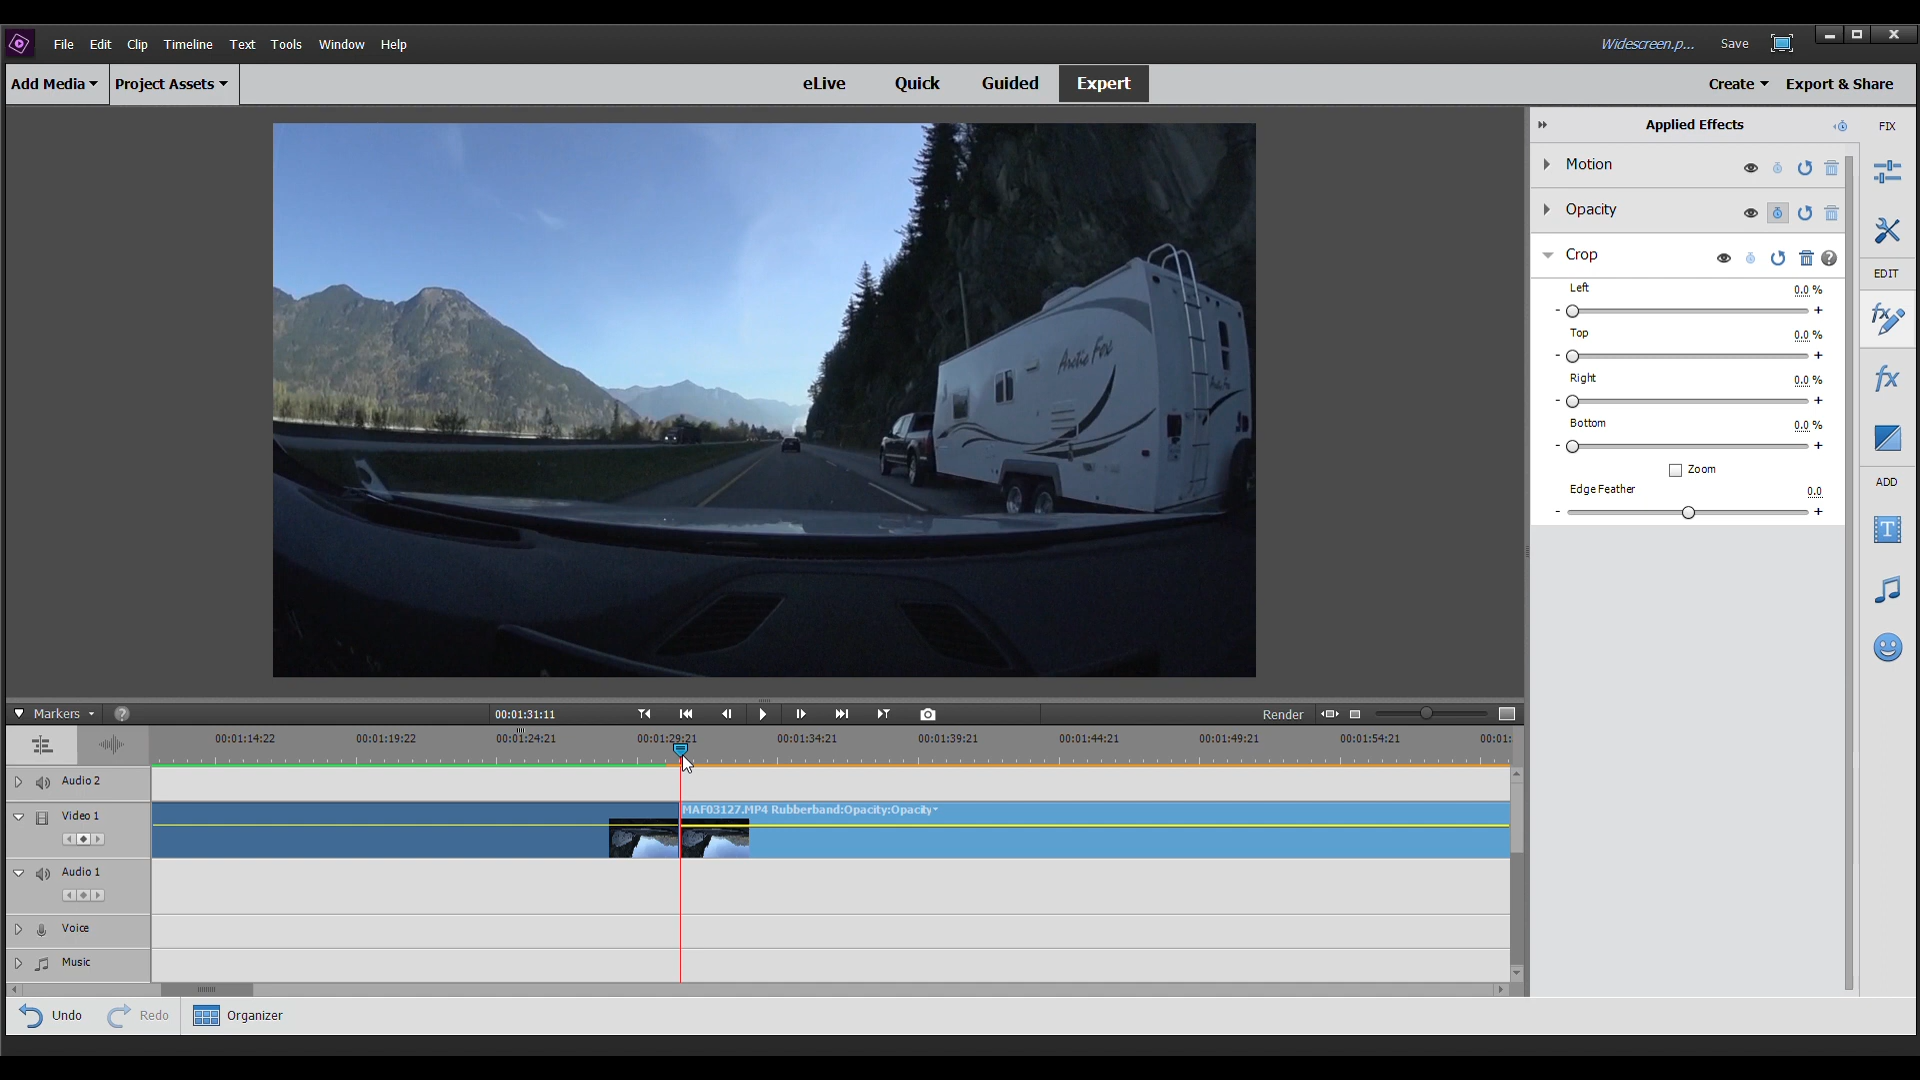 File Edit Clip Timeline Text Tools Window Help
Widescreen.p... Save
Add Media Project Assets
eLive Quick Guided Expert
Create Export & Share
Applied Effects
FIX
Motion
Opacity
Crop
EDIT
Left 0.0 %
- +
Top 0.0 %
- +
Right 0.0 %
- +
Bottom 0.0 %
- +
Zoom
Edge Feather 0.0
- +
ADD
Arctic Fox
Markers
00:01:31:11
Render
00:01:14:22 00:01:19:22 00:01:24:21 00:01:29:21 00:01:34:21 00:01:39:21 00:01:44:21 00:01:49:21 00:01:54:21 00:01:
Audio 2
Video 1
MAF03127.MP4 Rubberband:Opacity:Opacity
Audio 1
Voice
Music
Undo Redo Organizer